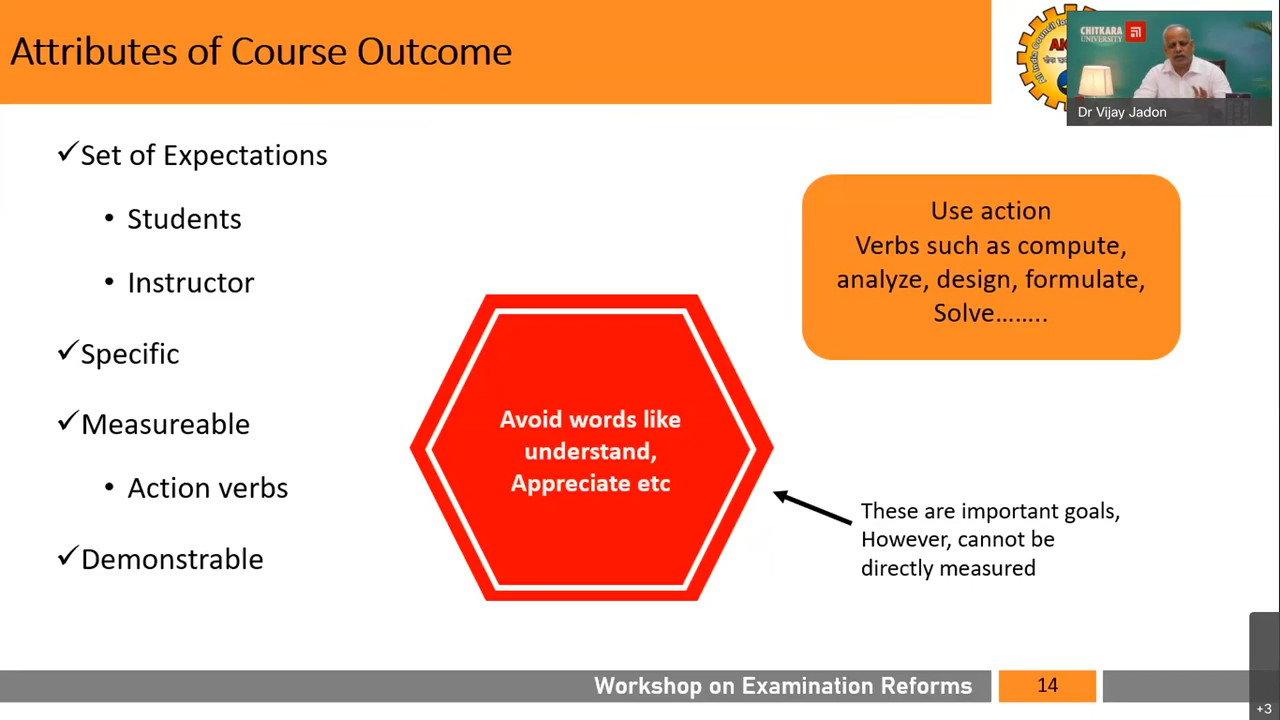 Attributes of Course Outcome
CHITKARA
UNIVERSITY
Dr Vijay Jadon
✓Set of Expectations
• Students
• Instructor
✓Specific
✓Measureable
• Action verbs
✓Demonstrable
Use action
Verbs such as compute,
analyze, design, formulate,
Solve……..
Avoid words like
understand,
Appreciate etc
These are important goals,
However, cannot be
directly measured
Workshop on Examination Reforms
14
+3